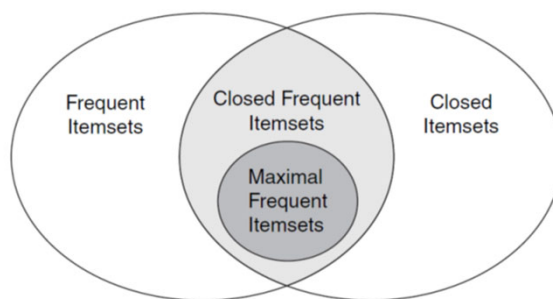 Frequent
Itemsets
Closed Frequent
Itemsets
Closed
Itemsets
Maximal
Frequent
Itemsets